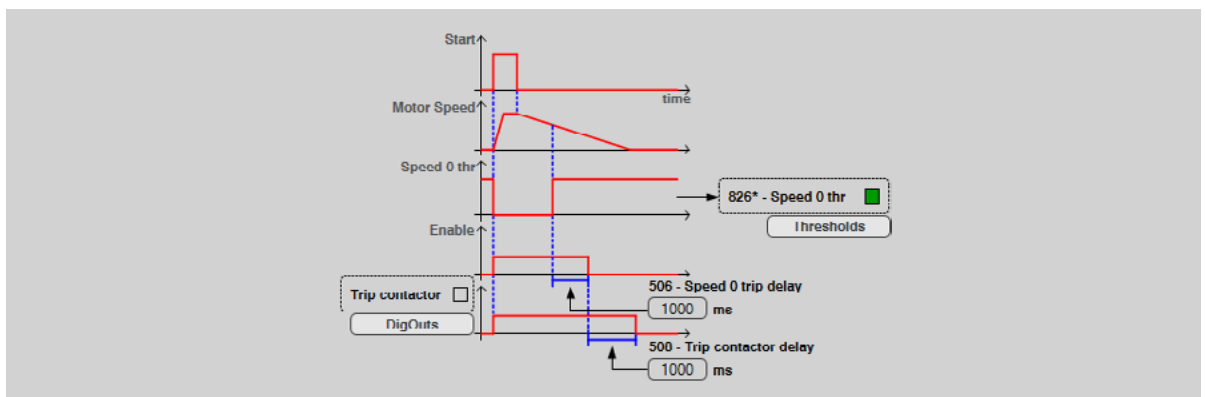 Start
time
Motor Speed
Speed 0 thr
826* - Speed 0 thr
Thresholds
Enable
506 - Speed 0 trip delay
1000 ms
Trip contactor
DigOuts
508 - Trip contactor delay
1000 ms